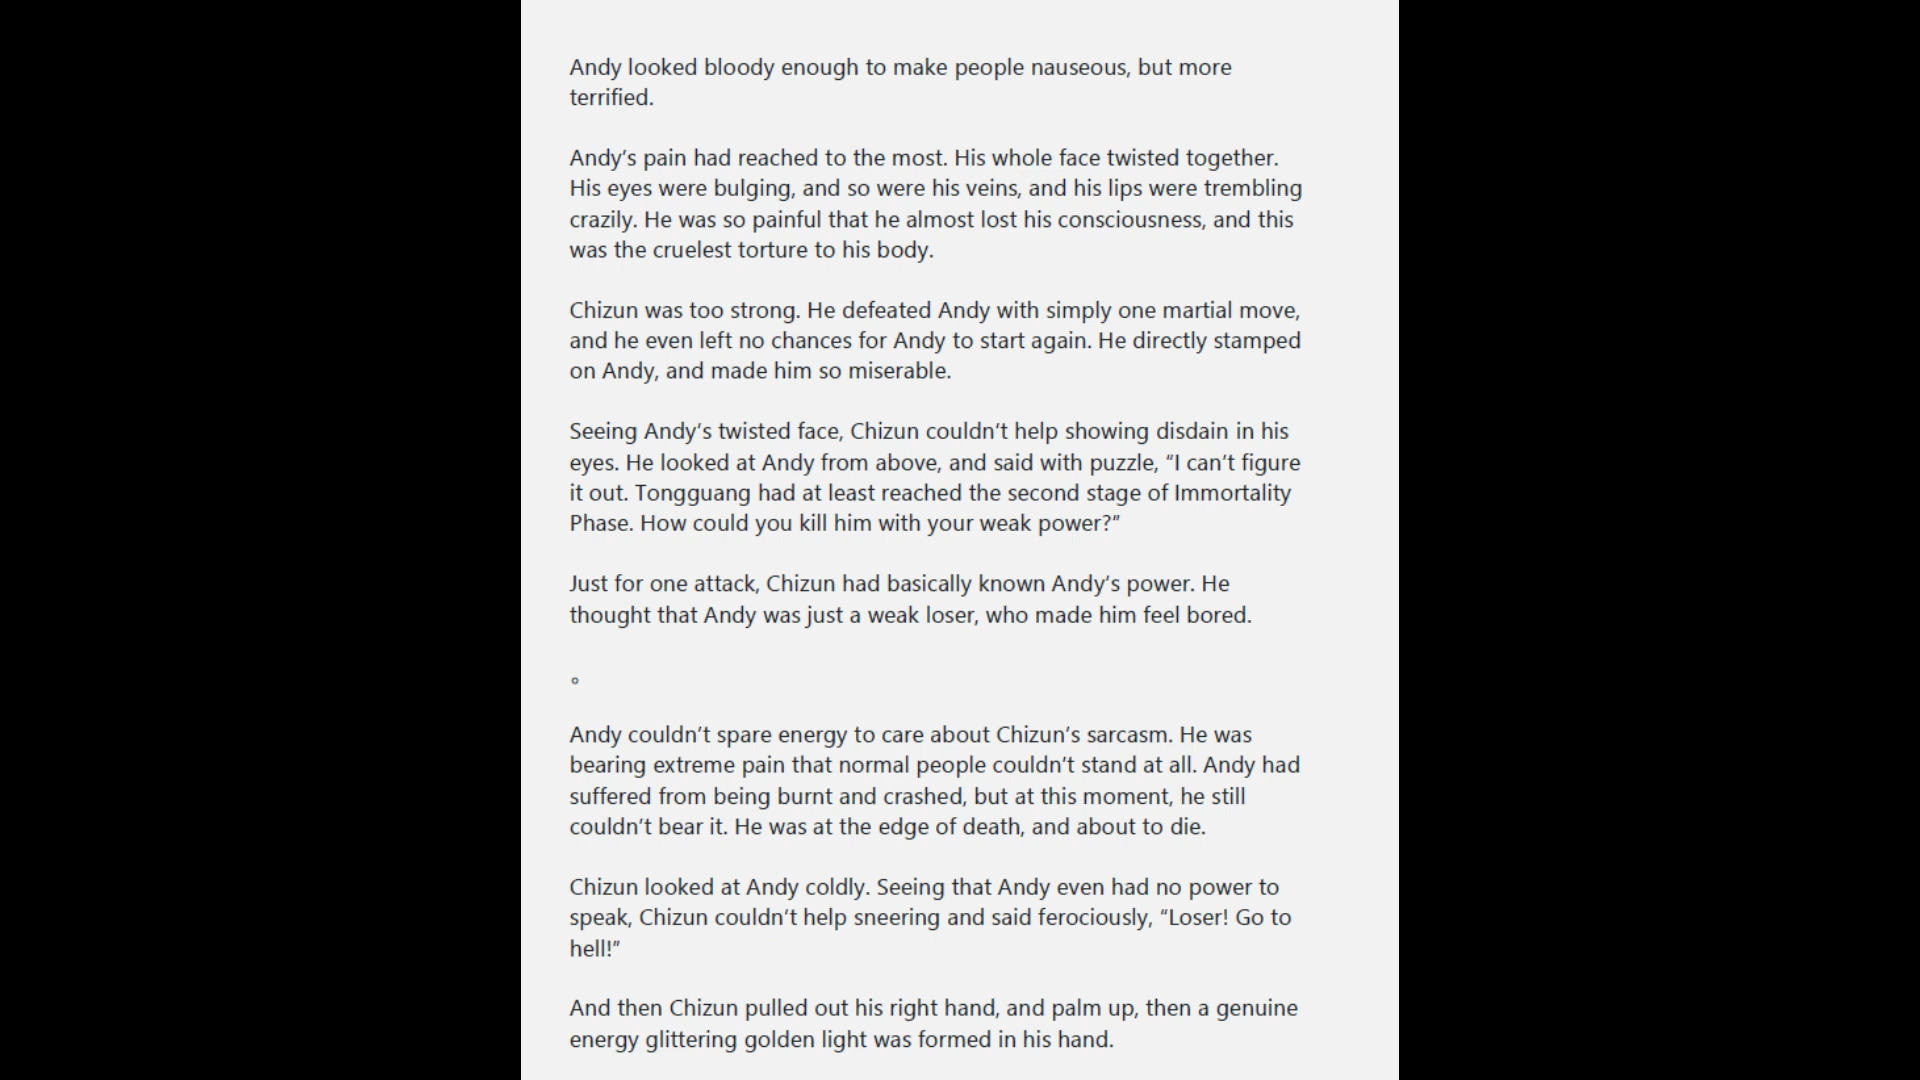 Andy looked bloody enough to make people nauseous, but more
terrified.
Andy’s pain had reached to the most. His whole face twisted together.
His eyes were bulging, and so were his veins, and his lips were trembling
crazily. He was so painful that he almost lost his consciousness, and this
was the cruelest torture to his body.
Chizun was too strong. He defeated Andy with simply one martial move,
and he even left no chances for Andy to start again. He directly stamped
on Andy, and made him so miserable.
Seeing Andy’s twisted face, Chizun couldn’t help showing disdain in his
eyes. He looked at Andy from above, and said with puzzle, “I can’t figure
it out. Tongguang had at least reached the second stage of Immortality
Phase. How could you kill him with your weak power?”
Just for one attack, Chizun had basically known Andy’s power. He
thought that Andy was just a weak loser, who made him feel bored.
。
Andy couldn’t spare energy to care about Chizun’s sarcasm. He was
bearing extreme pain that normal people couldn’t stand at all. Andy had
suffered from being burnt and crashed, but at this moment, he still
couldn’t bear it. He was at the edge of death, and about to die.
Chizun looked at Andy coldly. Seeing that Andy even had no power to
speak, Chizun couldn’t help sneering and said ferociously, “Loser! Go to
hell!”
And then Chizun pulled out his right hand, and palm up, then a genuine
energy glittering golden light was formed in his hand.